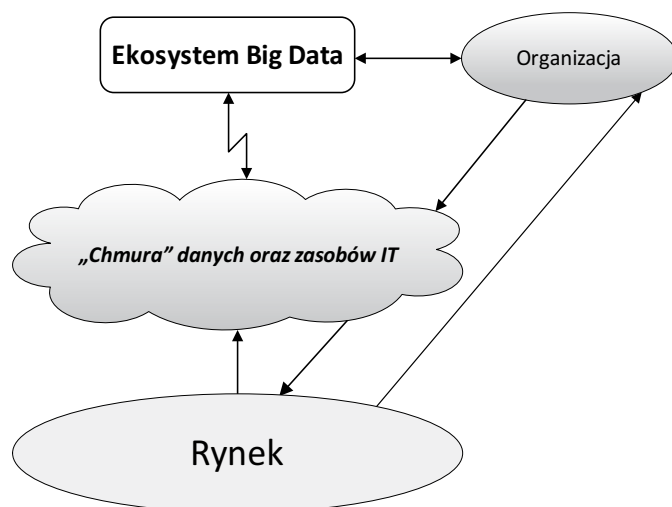 Ekosystem Big Data
Organizacja
„Chmura” danych oraz zasobów IT
Rynek